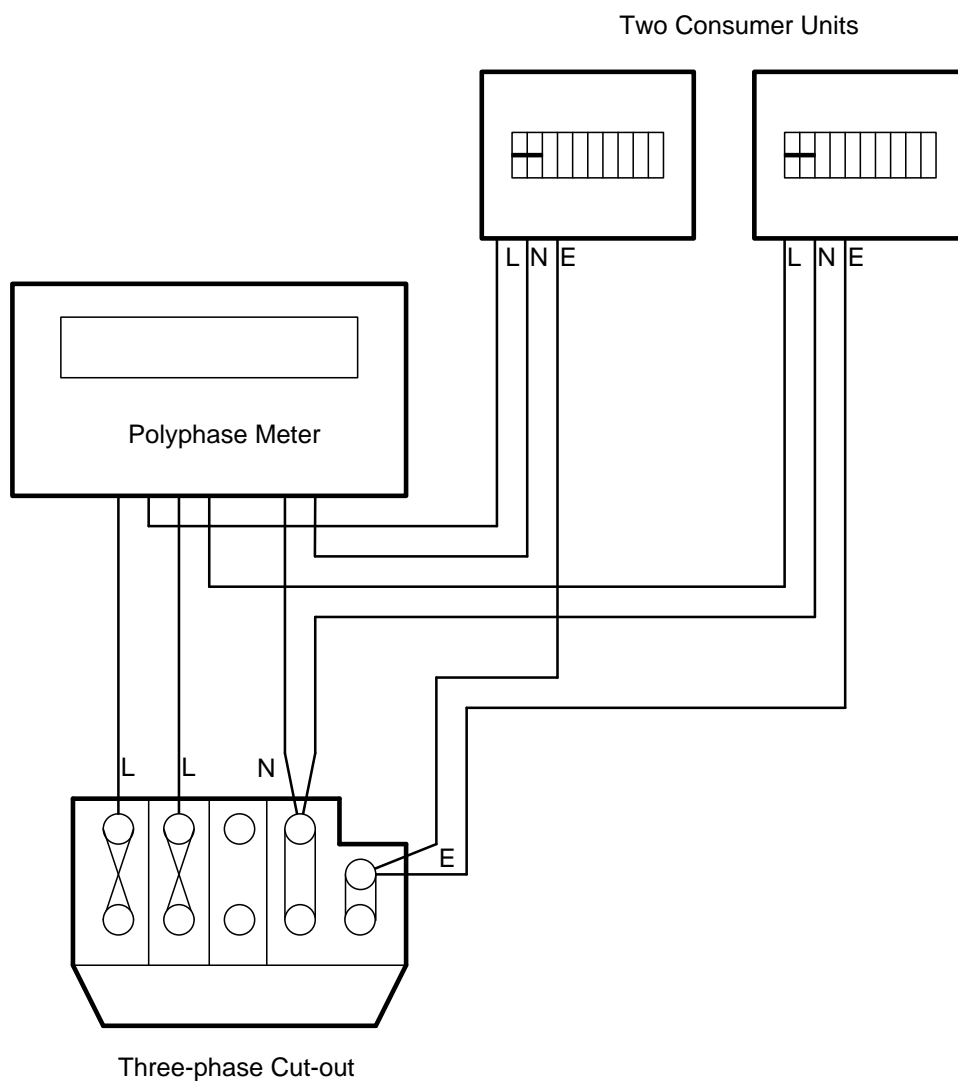 Two Consumer Units
L N E
L N E
Polyphase Meter
L
L
N
E
Three-phase Cut-out